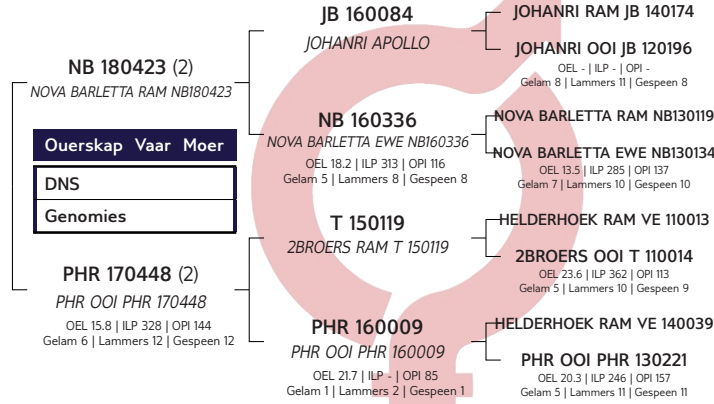 NB 180423 (2)
NOVA BARLETTA RAM NB180423
Ouerskap Vaar Moer
DNS
Genomies
PHR 170448 (2)
PHR OOI PHR 170448
OEL 15.8 | ILP 328 | OPI 144
Gelam 6 | Lammers 12 | Gespeen 12
JB 160084
JOHANRI APOLLO
NB 160336
NOVA BARLETTA EWE NB160336
OEL 18.2 | ILP 313 | OPI 116
Gelam 5 | Lammers 8 | Gespeen 8
T 150119
2BROERS RAM T 150119
PHR 160009
PHR OOI PHR 160009
OEL 21.7 | ILP - | OPI 85
Gelam 1 | Lammers 2 | Gespeen 1
JOHANRI RAM JB 140174
JOHANRI OOI JB 120196
OEL - | ILP - | OPI -
Gelam 8 | Lammers 11 | Gespeen 8
NOVA BARLETTA RAM NB130119
NOVA BARLETTA EWE NB130134
OEL 13.5 | ILP 285 | OPI 137
Gelam 7 | Lammers 10 | Gespeen 10
HELDERHOEK RAM VE 110013
2BROERS OOI T 110014
OEL 23.6 | ILP 362 | OPI 113
Gelam 5 | Lammers 10 | Gespeen 9
HELDERHOEK RAM VE 140039
PHR OOI PHR 130221
OEL 20.3 | ILP 246 | OPI 157
Gelam 5 | Lammers 11 | Gespeen 11